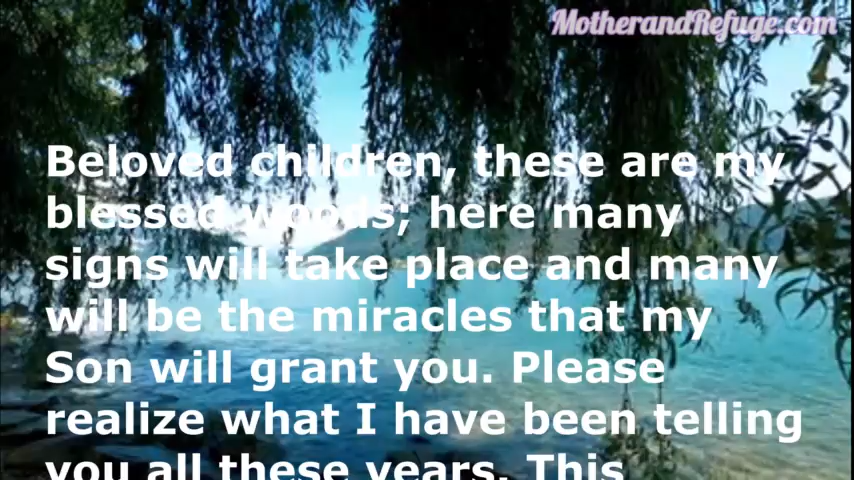 MotherandRefuge.com
Beloved children, these are my
blessed woods; here many
signs will take place and many
will be the miracles that my
Son will grant you. Please
realize what I have been telling
you all these years. This